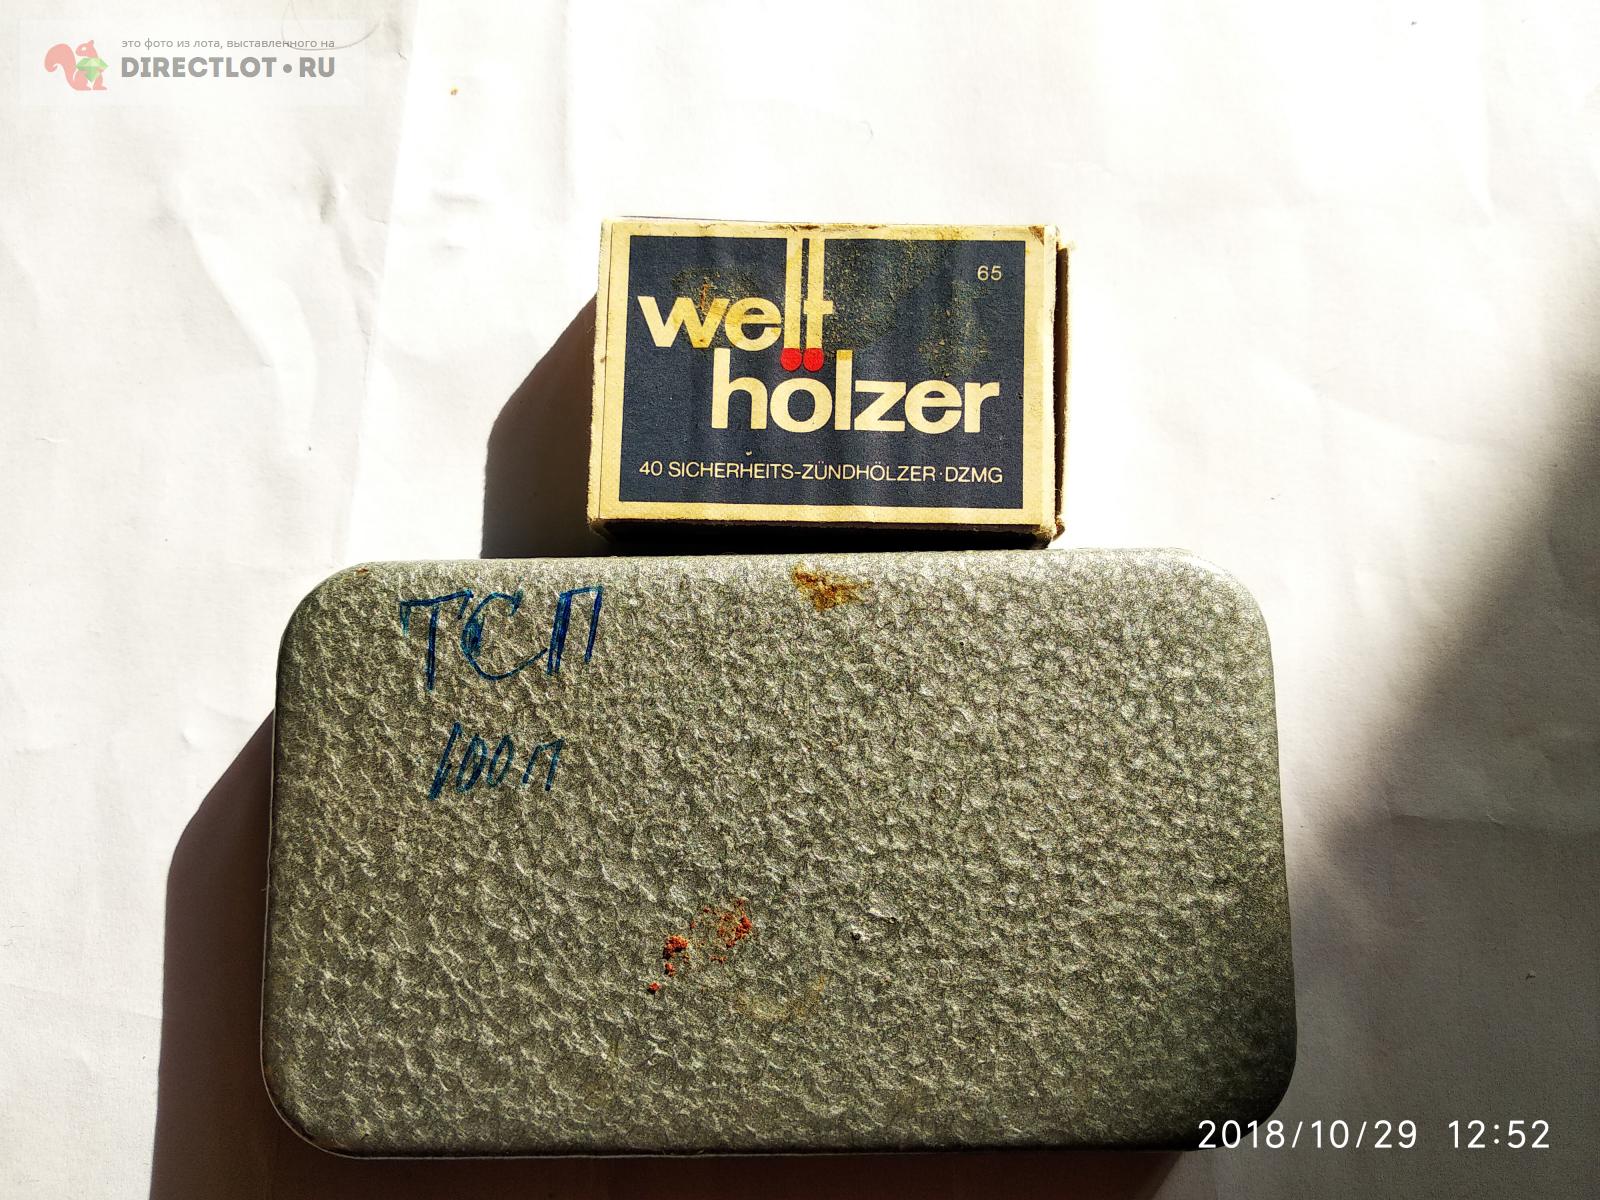 это фото из лота, выставленного на
DIRECTLOT•RU
65
welt
hölzer
40 SICHERHEITS-ZÜNDHÖLZER·DZMG
ТСП
100П
2018/10/29 12:52